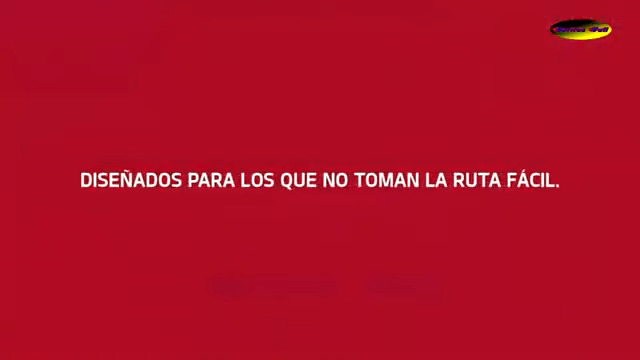 DISEÑADOS PARA LOS QUE NO TOMAN LA RUTA FÁCIL.